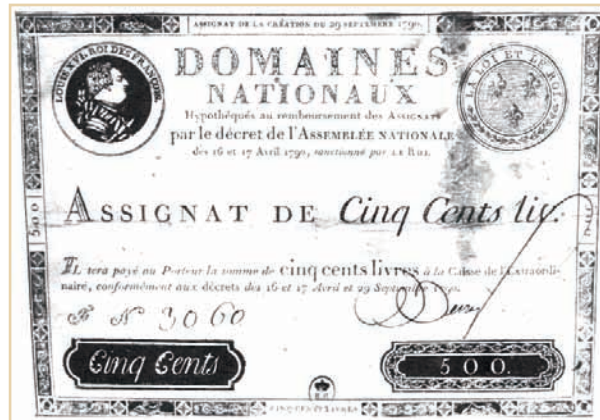 ASSIGNAT DE LA CRÉATION DU 29 SEPTEMBRE 1790.
LOUIS XVI, ROI DES FRANÇOIS
LA LOI ET LE ROI
DOMAINES
NATIONAUX
Hypothéqués au remboursement des ASSIGNATS
par le décret de l'ASSEMBLÉE NATIONALE
des 16 et 17 Avril 1790, sanctionné par LE ROI.
500
ASSIGNAT DE Cinq Cents liv.
IL sera payé au Porteur la somme de cinq cents livres à la Caisse de l'Extraordi-
naire, conformément aux décrets des 16 et 17 Avril et 29 Septembre 1790.
N 3060
Cinq Cents
500.
CINQ CENTS LIVRES